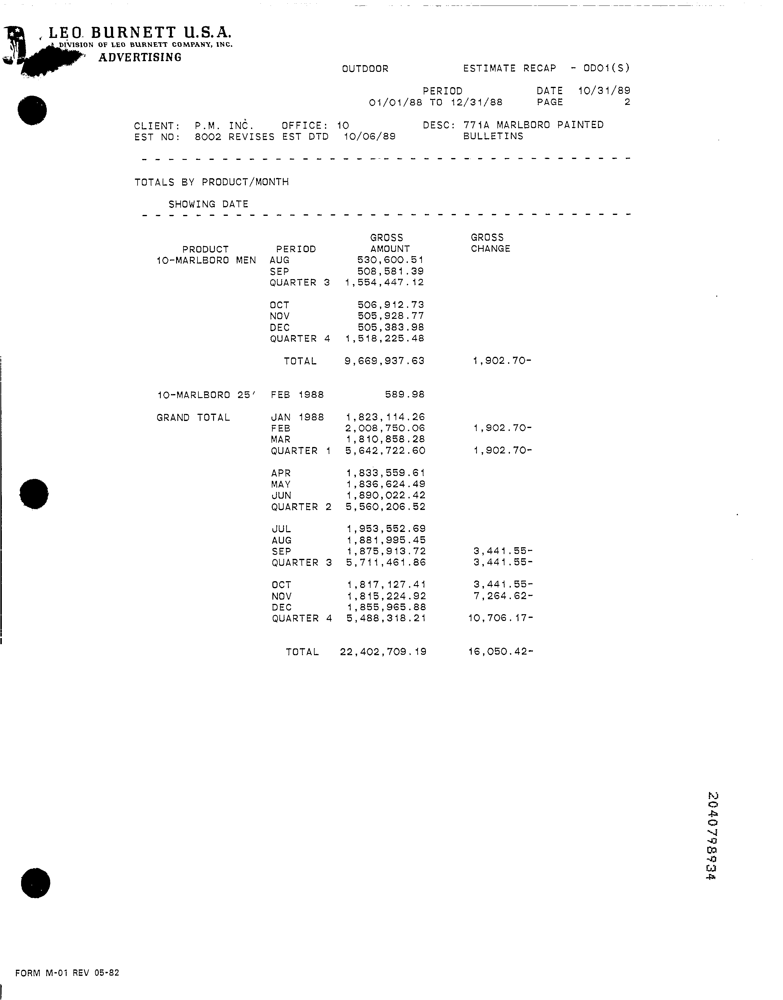 LEO BURNETT U.S.A.
A DIVISION OF LEO BURNETT COMPANY, INC.
ADVERTISING
OUTDOOR ESTIMATE RECAP - OD01(S)
PERIOD DATE 10/31/89
01/01/88 TO 12/31/88 PAGE 2
CLIENT: P.M. INC. OFFICE: 10 DESC: 771A MARLBORO PAINTED
EST NO: 8002 REVISES EST DTD 10/06/89 BULLETINS
TOTALS BY PRODUCT/MONTH
SHOWING DATE
GROSS GROSS
PRODUCT PERIOD AMOUNT CHANGE
10-MARLBORO MEN AUG 530,600.51
SEP 508,581.39
QUARTER 3 1,554,447.12
OCT 506,912.73
NOV 505,928.77
DEC 505,383.98
QUARTER 4 1,518,225.48
TOTAL 9,669,937.63 1,902.70-
10-MARLBORO 25' FEB 1988 589.98
GRAND TOTAL JAN 1988 1,823,114.26
FEB 2,008,750.06 1,902.70-
MAR 1,810,858.28
QUARTER 1 5,642,722.60 1,902.70-
APR 1,833,559.61
MAY 1,836,624.49
JUN 1,890,022.42
QUARTER 2 5,560,206.52
JUL 1,953,552.69
AUG 1,881,995.45
SEP 1,875,913.72 3,441.55-
QUARTER 3 5,711,461.86 3,441.55-
OCT 1,817,127.41 3,441.55-
NOV 1,815,224.92 7,264.62-
DEC 1,855,965.88
QUARTER 4 5,488,318.21 10,706.17-
TOTAL 22,402,709.19 16,050.42-
2040798934
FORM M-01 REV 05-82